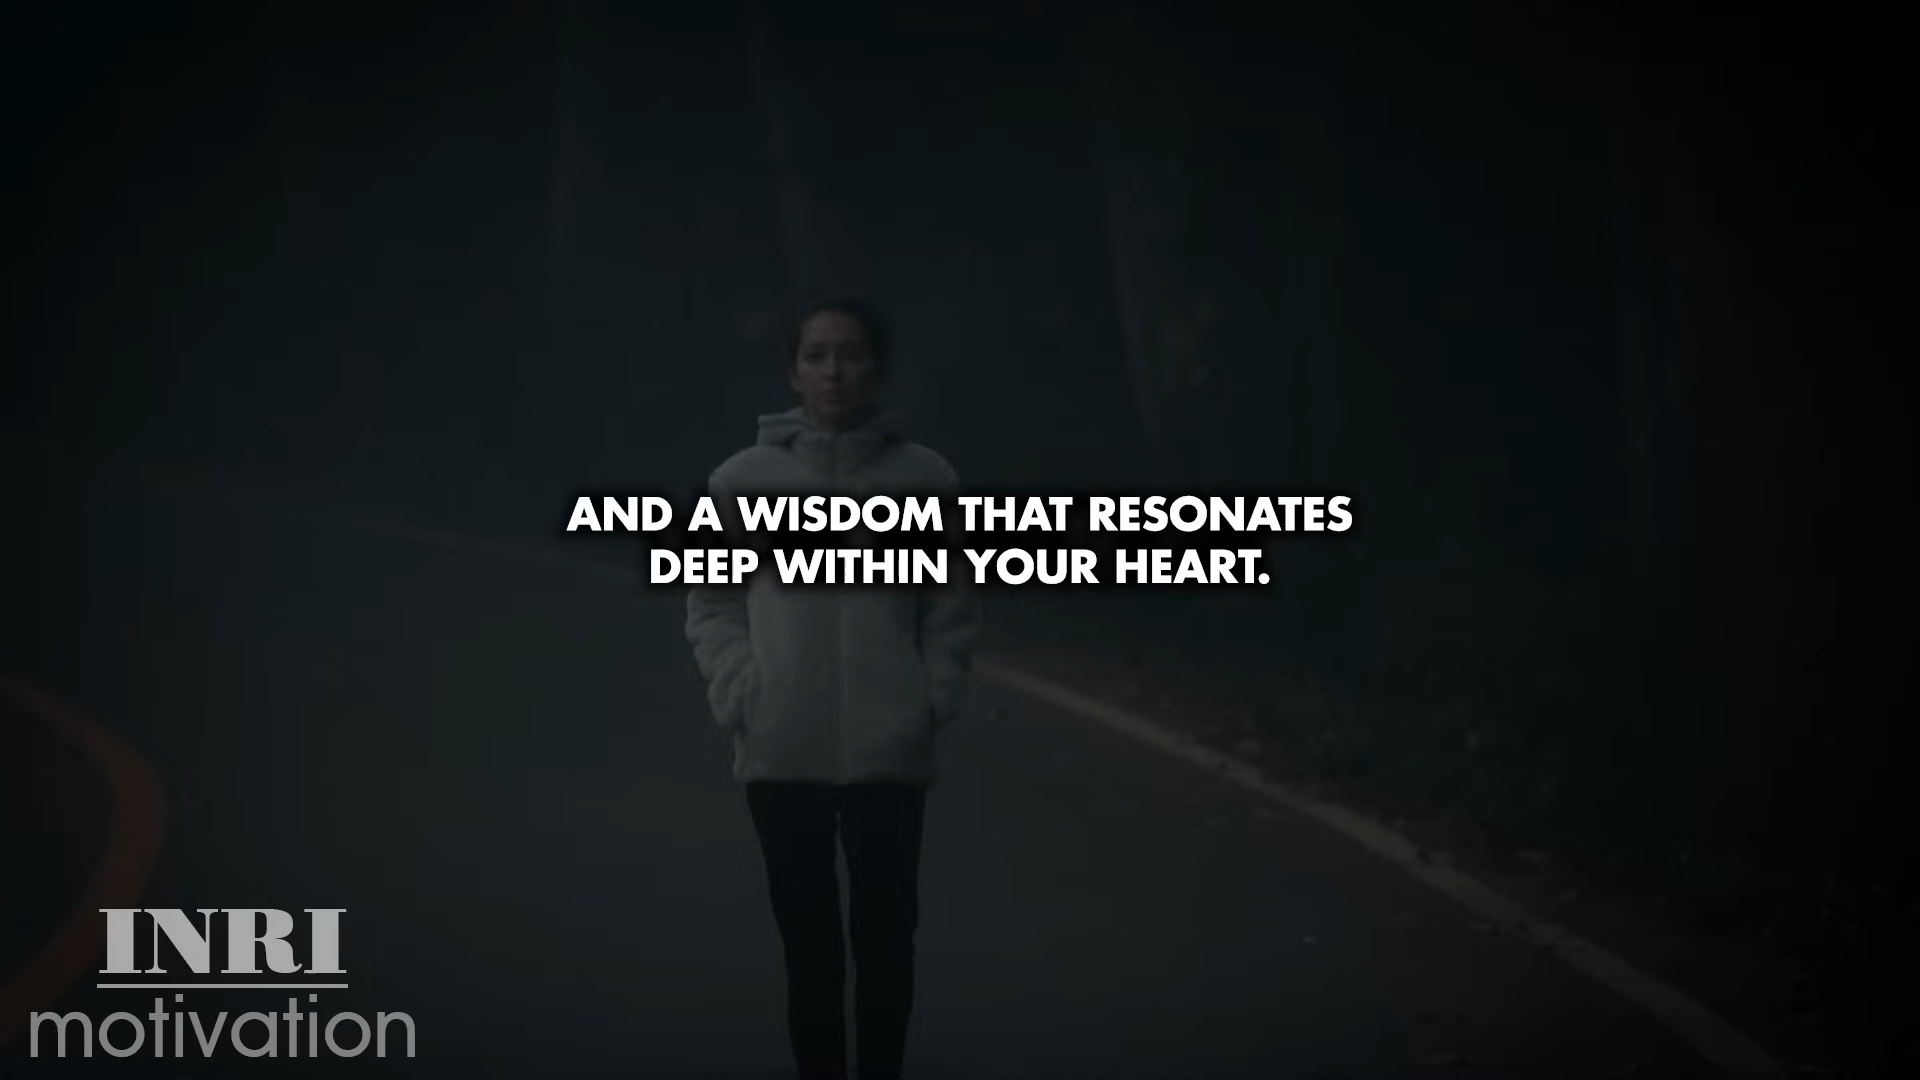 AND A WISDOM THAT RESONATES
DEEP WITHIN YOUR HEART.
INRI
motivation